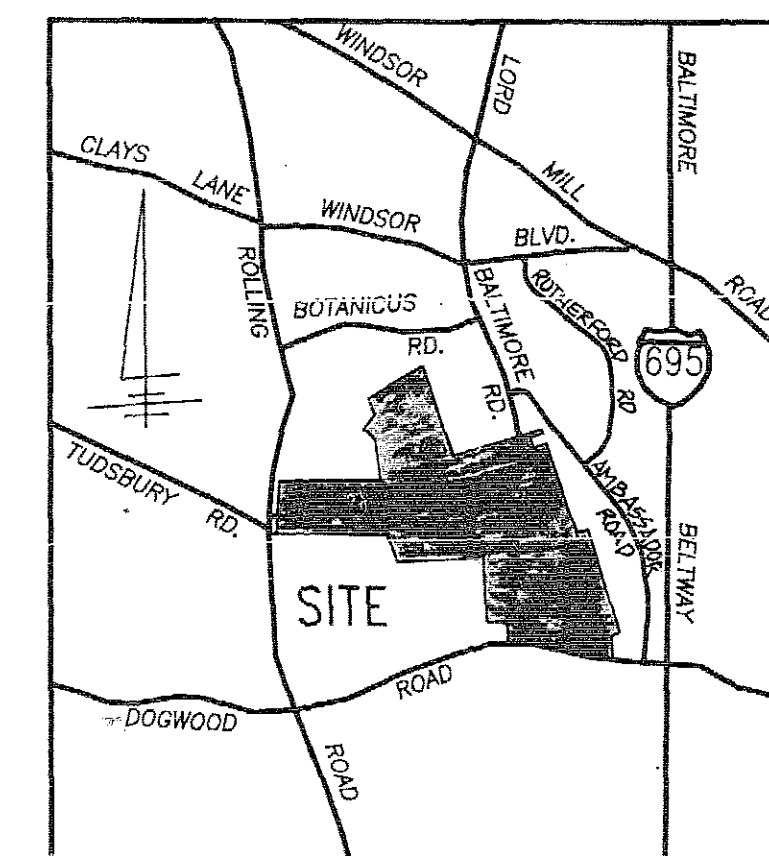 WINDSOR
MILL
ROAD
LORD
BALTIMORE
RD.
BALTIMORE
BELTWAY
CLAYS
LANE
WINDSOR
BLVD.
ROLLING
ROAD
BOTANICUS
RD.
RUTHERFORD
RD
695
TUDSBURY
RD.
AMBASSADOR
ROAD
SITE
DOGWOOD
ROAD